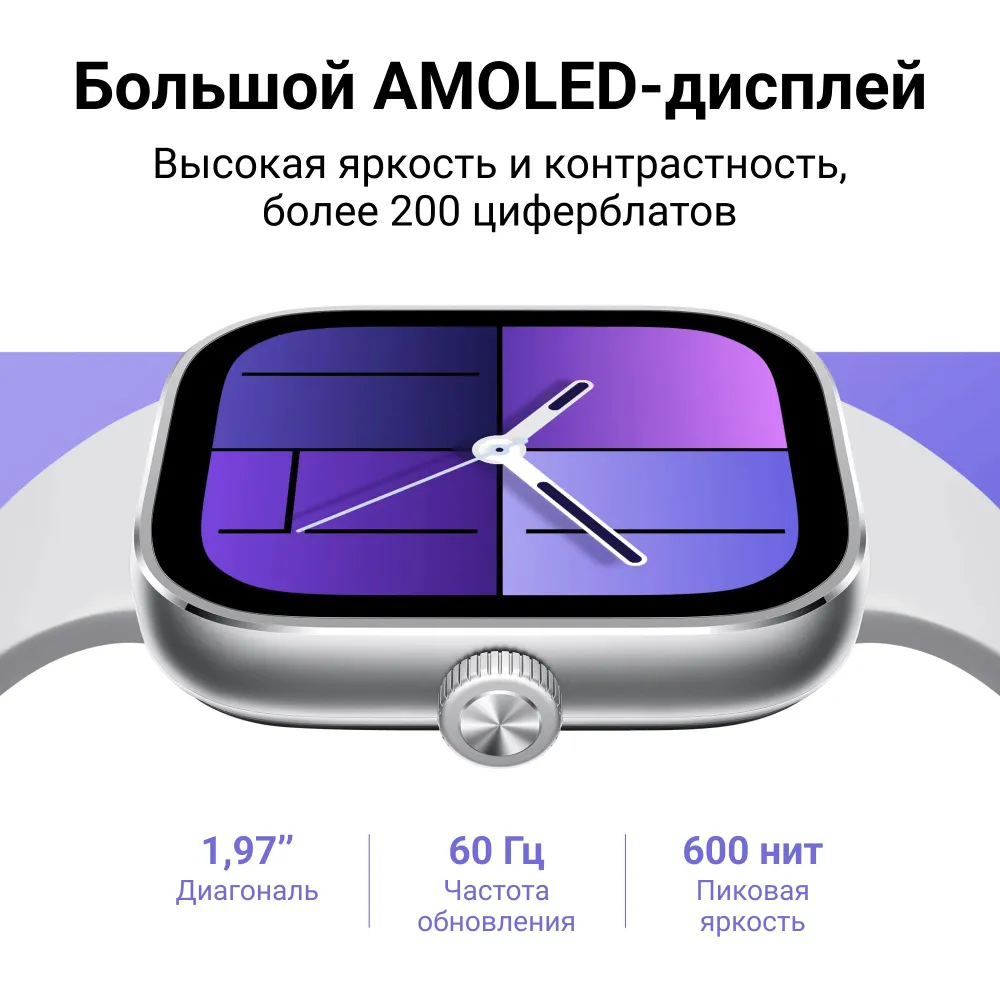 Большой AMOLED-дисплей
Высокая яркость и контрастность,
более 200 циферблатов
1,97”
Диагональ
60 Гц
Частота
обновления
600 нит
Пиковая
яркость